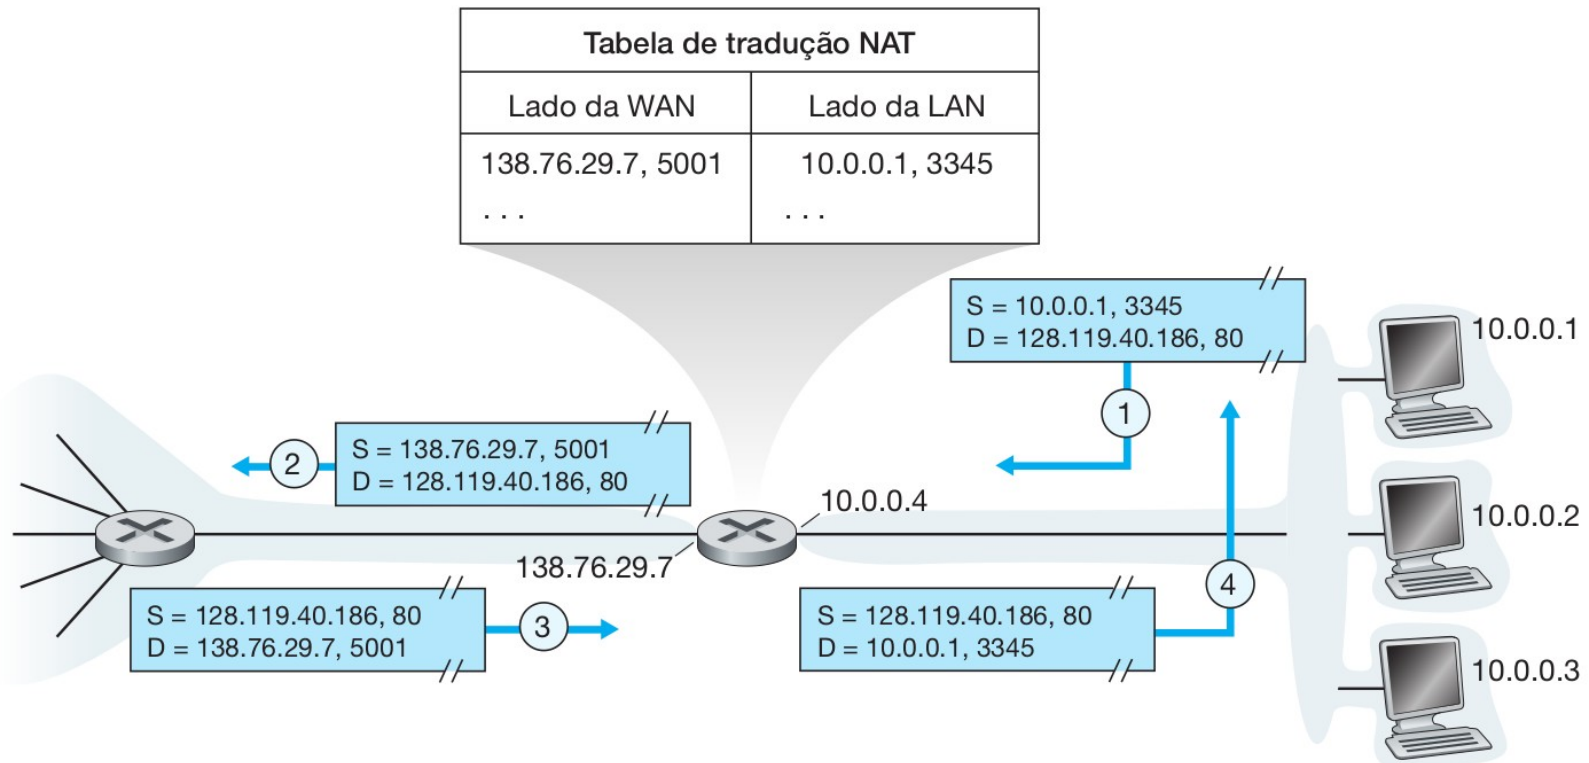 Tabela de tradução NAT
Lado da WAN
Lado da LAN
138.76.29.7, 5001
10.0.0.1, 3345
. . .
. . .
S = 10.0.0.1, 3345
D = 128.119.40.186, 80
10.0.0.1
1
S = 138.76.29.7, 5001
D = 128.119.40.186, 80
2
10.0.0.4
10.0.0.2
138.76.29.7
S = 128.119.40.186, 80
D = 138.76.29.7, 5001
3
S = 128.119.40.186, 80
D = 10.0.0.1, 3345
4
10.0.0.3